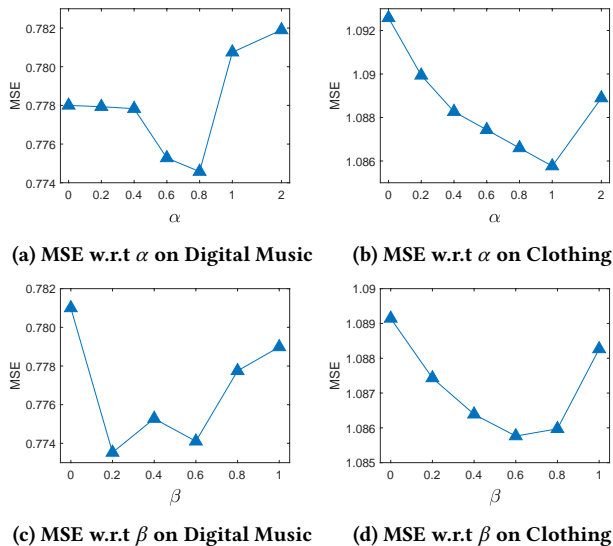 0.782
0.780
0.778
0.776
0.774
MSE
0 0.2 0.4 0.6 0.8 1 2
α
(a) MSE w.r.t α on Digital Music
1.092
1.09
1.088
1.086
MSE
0 0.2 0.4 0.6 0.8 1 2
α
(b) MSE w.r.t α on Clothing
0.782
0.780
0.778
0.776
0.774
MSE
0 0.2 0.4 0.6 0.8 1
β
(c) MSE w.r.t β on Digital Music
1.09
1.089
1.088
1.087
1.086
1.085
MSE
0 0.2 0.4 0.6 0.8 1
β
(d) MSE w.r.t β on Clothing